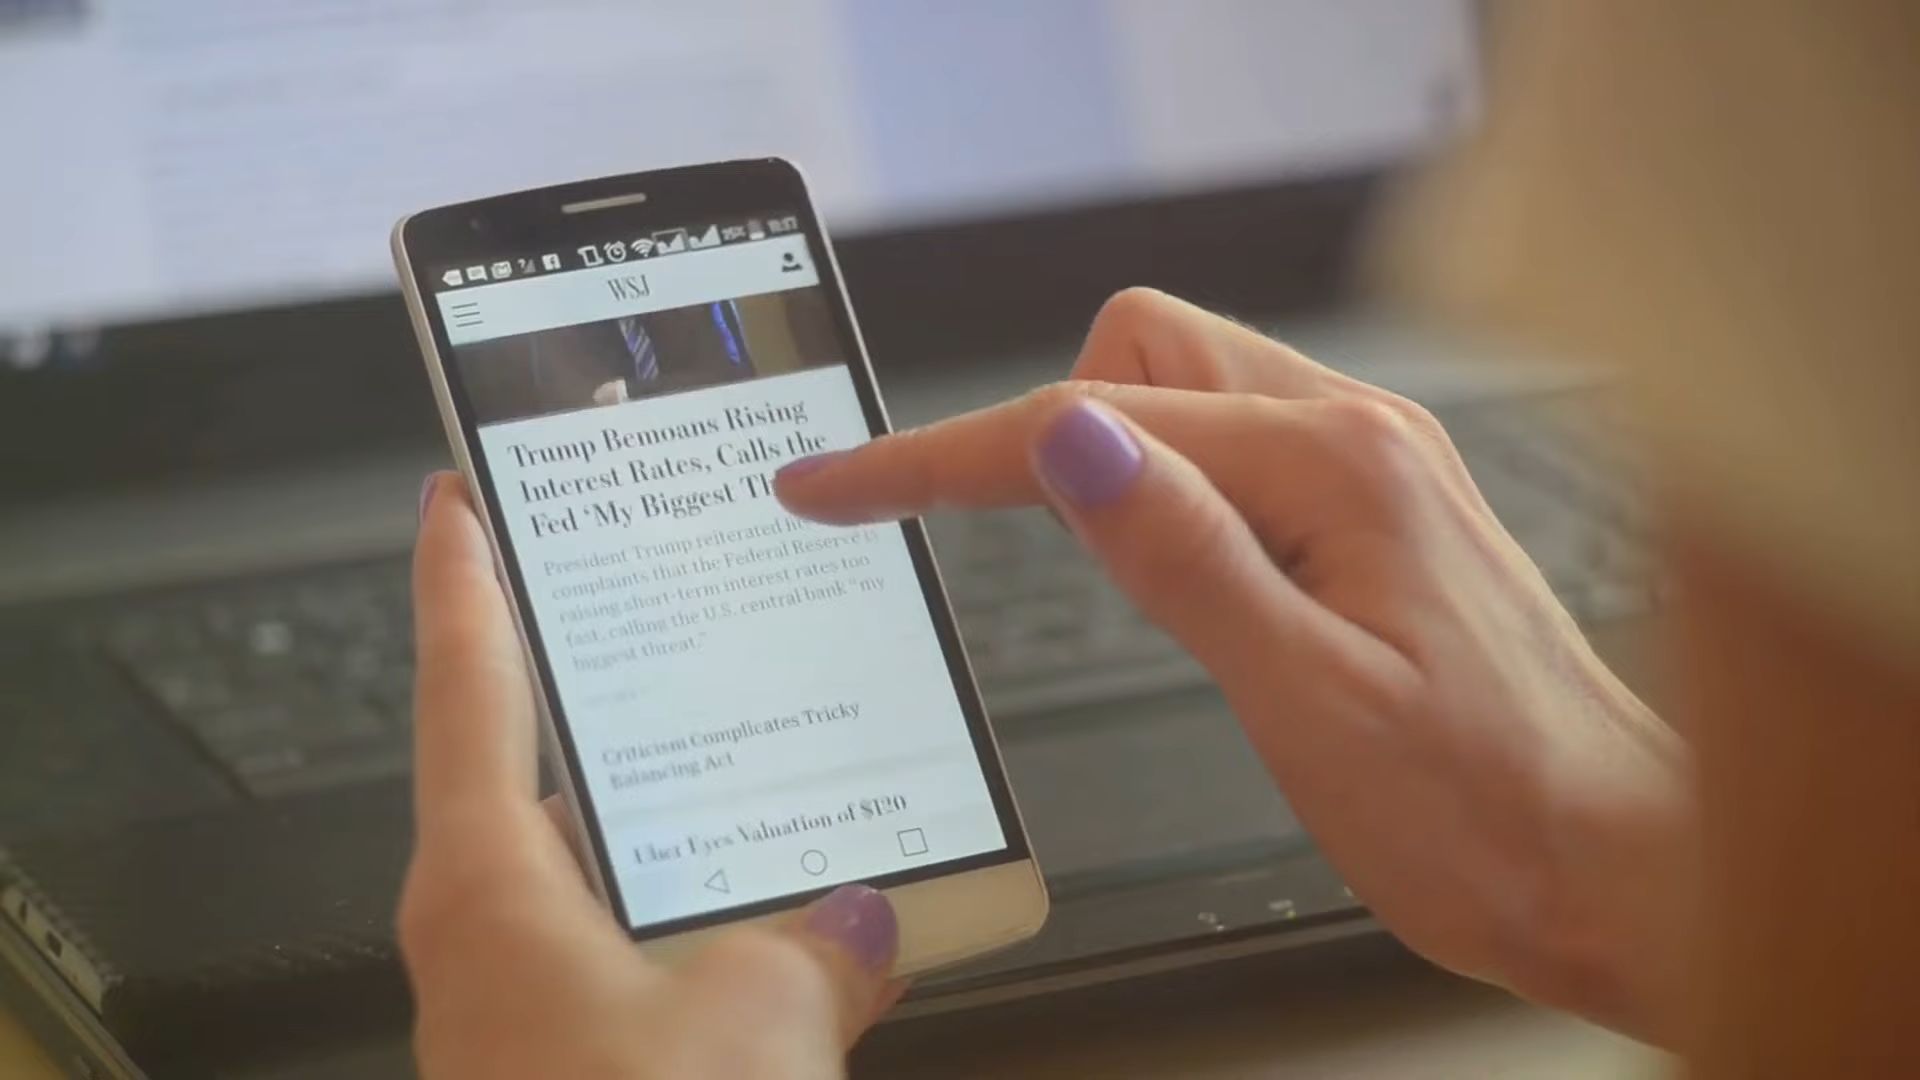 WSJ
Trump Bemoans Rising
Interest Rates, Calls the
Fed ‘My Biggest Th
President Trump reiterated hi
complaints that the Federal Reserve is
raising short-term interest rates too
fast, calling the U.S. central bank “my
biggest threat.”
Criticism Complicates Tricky
Balancing Act
Uber Eyes Valuation of $120